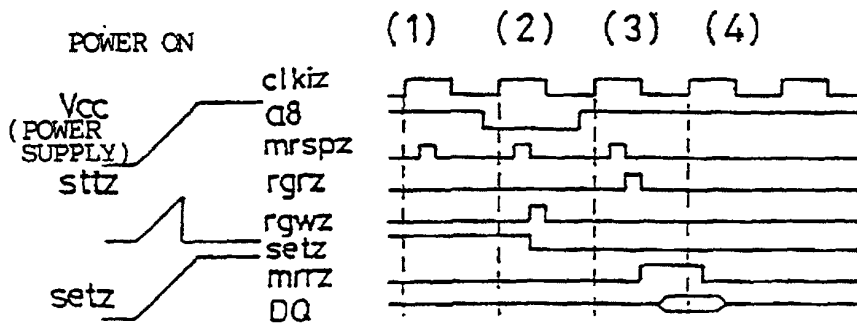 POWER ON
(1) (2) (3) (4)
clkiz
Vcc
(POWER
SUPPLY)
a8
mrspz
sttz
rgrz
rgwz
setz
setz
mrrz
DQ